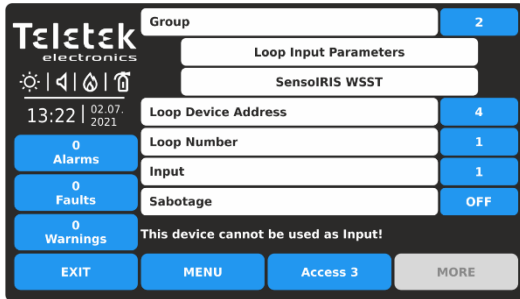 Teletek
electronics
13:22 02.07.
2021
0
Alarms
0
Faults
0
Warnings
Group 2
Loop Input Parameters
SensoIRIS WSST
Loop Device Address 4
Loop Number 1
Input 1
Sabotage OFF
This device cannot be used as Input!
EXIT MENU Access 3 MORE